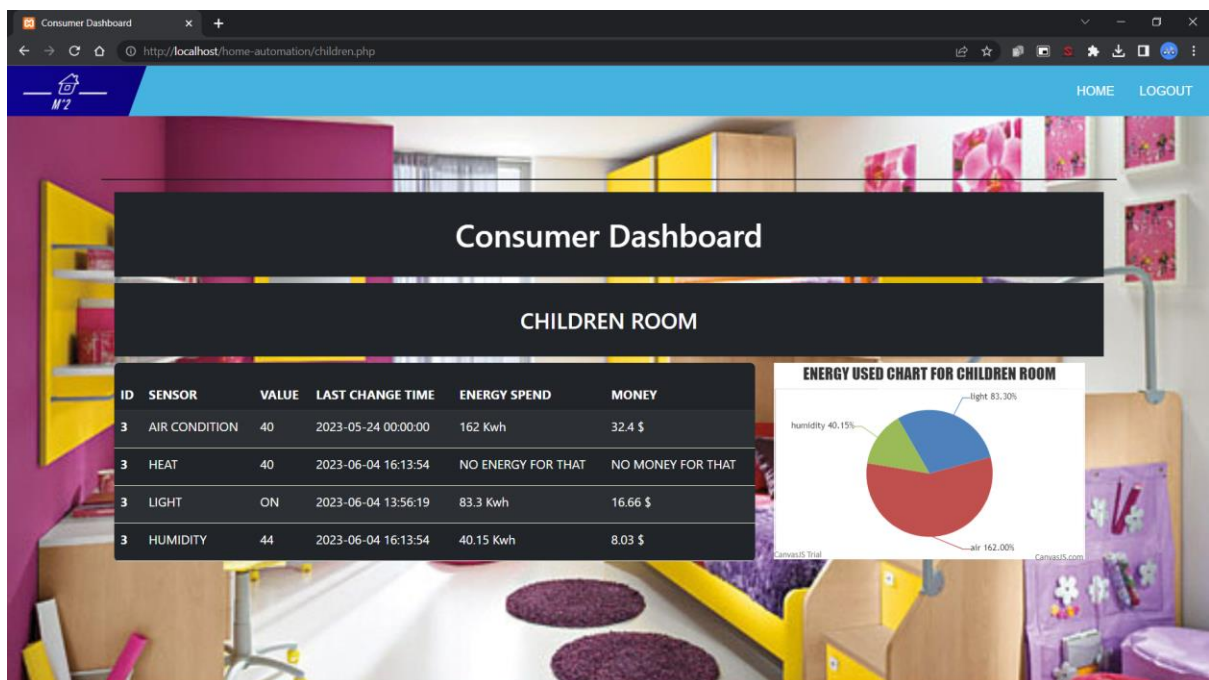 Consumer Dashboard
http://localhost/home-automation/children.php
M^2
HOME LOGOUT
Consumer Dashboard
CHILDREN ROOM
ID SENSOR VALUE LAST CHANGE TIME ENERGY SPEND MONEY
3 AIR CONDITION 40 2023-05-24 00:00:00 162 Kwh 32.4 $
3 HEAT 40 2023-06-04 16:13:54 NO ENERGY FOR THAT NO MONEY FOR THAT
3 LIGHT ON 2023-06-04 13:56:19 83.3 Kwh 16.66 $
3 HUMIDITY 44 2023-06-04 16:13:54 40.15 Kwh 8.03 $
ENERGY USED CHART FOR CHILDREN ROOM
light 83.30%
humidity 40.15%
air 162.00%
CanvasJS Trial
CanvasJS.com